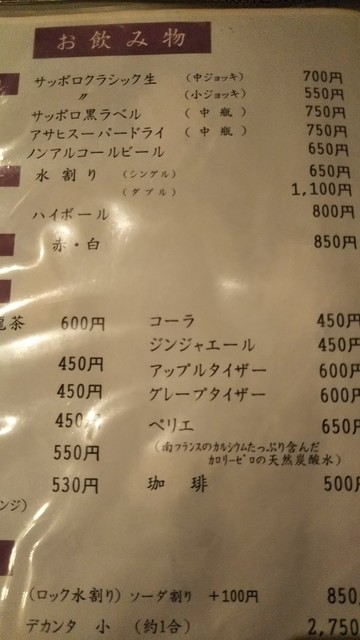 お飲み物
サッポロクラシック生 (中ジョッキ) 700円
〃 (小ジョッキ) 550円
サッポロ黒ラベル (中瓶) 750円
アサヒスーパードライ (中瓶) 750円
ノンアルコールビール 650円
水割り (シングル) 650円
(ダブル) 1,100円
ハイボール 800円
赤・白 850円
龍茶 600円
450円
450円
450円
550円
530円
ンジ)
コーラ 450円
ジンジャエール 450円
アップルタイザー 600円
グレープタイザー 600円
ペリエ 650円
(南フランスのカルシウムたっぷり含んだ
カロリーゼロの天然炭酸水)
珈琲 500円
(ロック水割り) ソーダ割り +100円 850
デカンタ 小 (約1合) 2,750